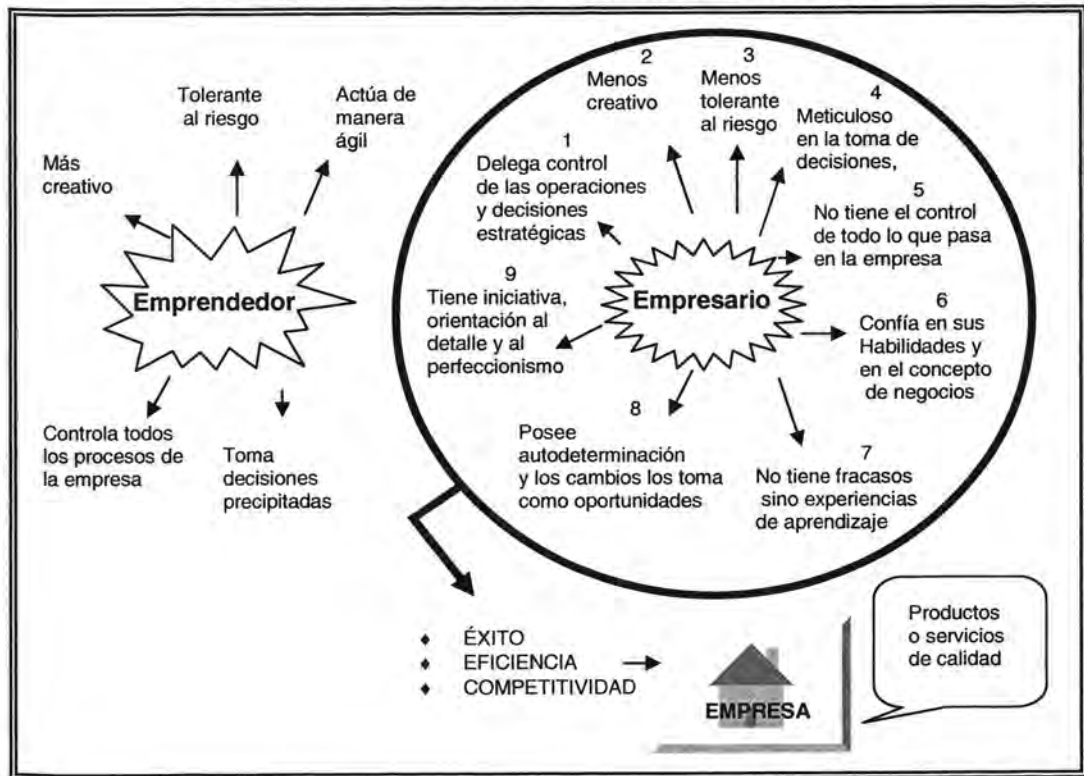 Más
creativo
Tolerante
al riesgo
Actúa de
manera
ágil
Emprendedor
Controla todos
los procesos de
la empresa
Toma
decisiones
precipitadas
1
Delega control
de las operaciones
y decisiones
estratégicas
2
Menos
creativo
3
Menos
tolerante
al riesgo
4
Meticuloso
en la toma de
decisiones,
5
No tiene el control
de todo lo que pasa
en la empresa
Empresario
6
Confía en sus
Habilidades y
en el concepto
de negocios
7
No tiene fracasos
sino experiencias
de aprendizaje
8
Posee
autodeterminación
y los cambios los toma
como oportunidades
9
Tiene iniciativa,
orientación al
detalle y al
perfeccionismo
ÉXITO
EFICIENCIA
COMPETITIVIDAD
EMPRESA
Productos
o servicios
de calidad